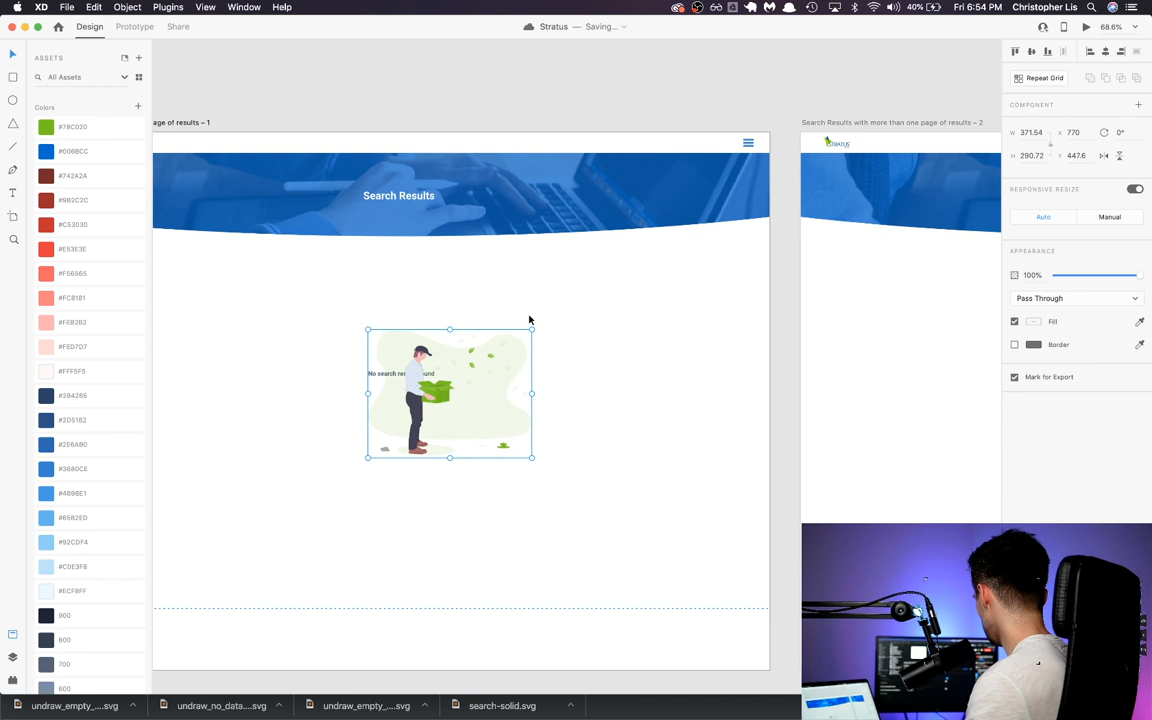 XD File Edit Object Plugins View Window Help
40% Fri 6:54 PM Christopher Lis
Design Prototype Share
Stratus — Saving...
68.6%
ASSETS
All Assets
Colors
#78C020
#006BCC
#742A2A
#9B2C2C
#C53030
#E53E3E
#F56565
#FC8181
#FEB2B2
#FED7D7
#FFF5F5
#2A4365
#2D5182
#2E6AB0
#3680CE
#4698E1
#65B2ED
#92CDF4
#C0E3F8
#ECF8FF
900
800
700
600
page of results – 1
Search Results
No search res und
Search Results with more than one page of results – 2
STRATUS
Repeat Grid
COMPONENT
W 371.54 X 770 0°
H 290.72 Y 447.6
RESPONSIVE RESIZE
Auto Manual
APPEARANCE
100%
Pass Through
Fill
Border
Mark for Export
undraw_empty_....svg undraw_no_data....svg undraw_empty_....svg search-solid.svg